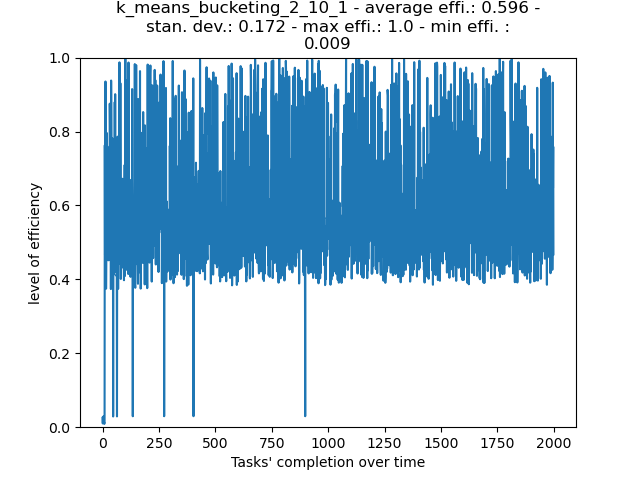 k_means_bucketing_2_10_1 - average effi.: 0.596 -
stan. dev.: 0.172 - max effi.: 1.0 - min effi. :
0.009
1.0
0.8
0.6
0.4
0.2
0.0
level of efficiency
0 250 500 750 1000 1250 1500 1750 2000
Tasks' completion over time